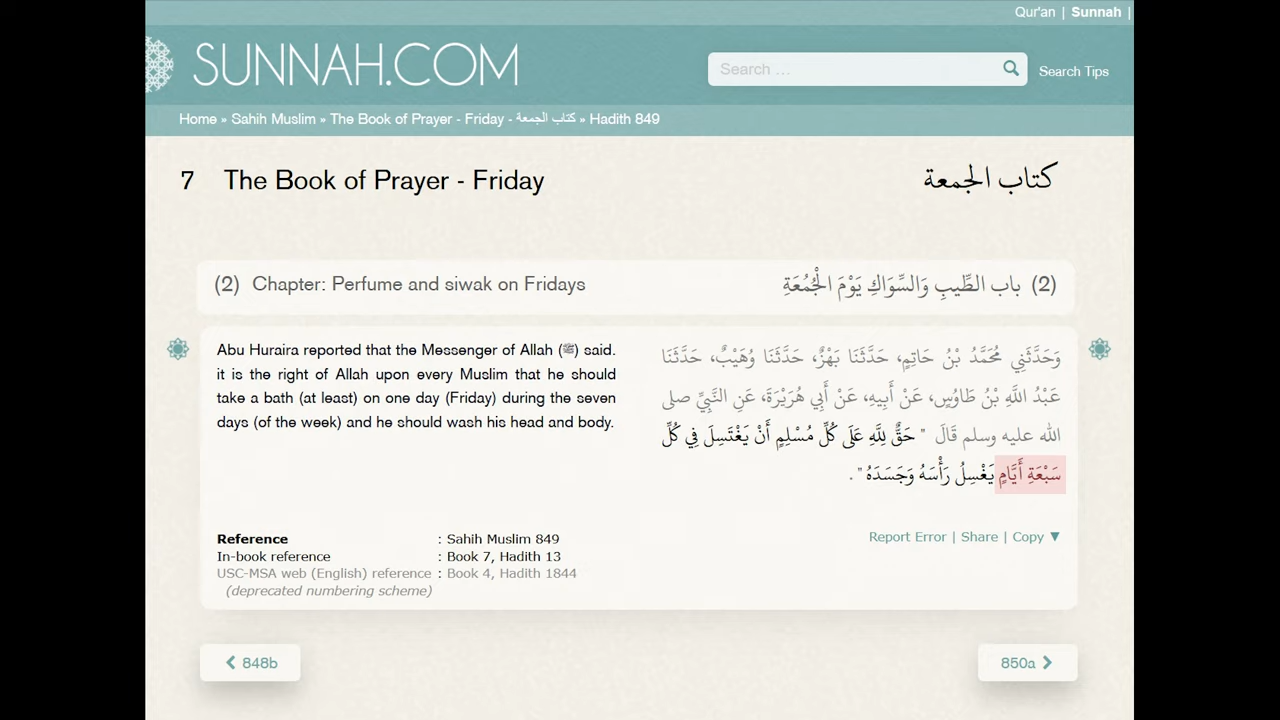 Qur'an | Sunnah |
SUNNAH.COM
Search …
Search Tips
Home » Sahih Muslim » The Book of Prayer - Friday - كتاب الجمعة » Hadith 849
7 The Book of Prayer - Friday
كتاب الجمعة
(2) Chapter: Perfume and siwak on Fridays
(2) باب الطِّيبِ وَالسِّوَاكِ يَوْمَ الْجُمُعَةِ
Abu Huraira reported that the Messenger of Allah (ﷺ) said.
it is the right of Allah upon every Muslim that he should
take a bath (at least) on one day (Friday) during the seven
days (of the week) and he should wash his head and body.
وَحَدَّثَنِي مُحَمَّدُ بْنُ حَاتِمٍ، حَدَّثَنَا بَهْزٌ، حَدَّثَنَا وُهَيْبٌ، حَدَّثَنَا
عَبْدُ اللَّهِ بْنُ طَاوُسٍ، عَنْ أَبِيهِ، عَنْ أَبِي هُرَيْرَةَ، عَنِ النَّبِيِّ صلى
الله عليه وسلم قَالَ " حَقٌّ لِلَّهِ عَلَى كُلِّ مُسْلِمٍ أَنْ يَغْتَسِلَ فِي كُلِّ
سَبْعَةِ أَيَّامٍ يَغْسِلُ رَأْسَهُ وَجَسَدَهُ " .
Reference : Sahih Muslim 849
In-book reference : Book 7, Hadith 13
USC-MSA web (English) reference : Book 4, Hadith 1844
(deprecated numbering scheme)
Report Error | Share | Copy ▼
848b
850a